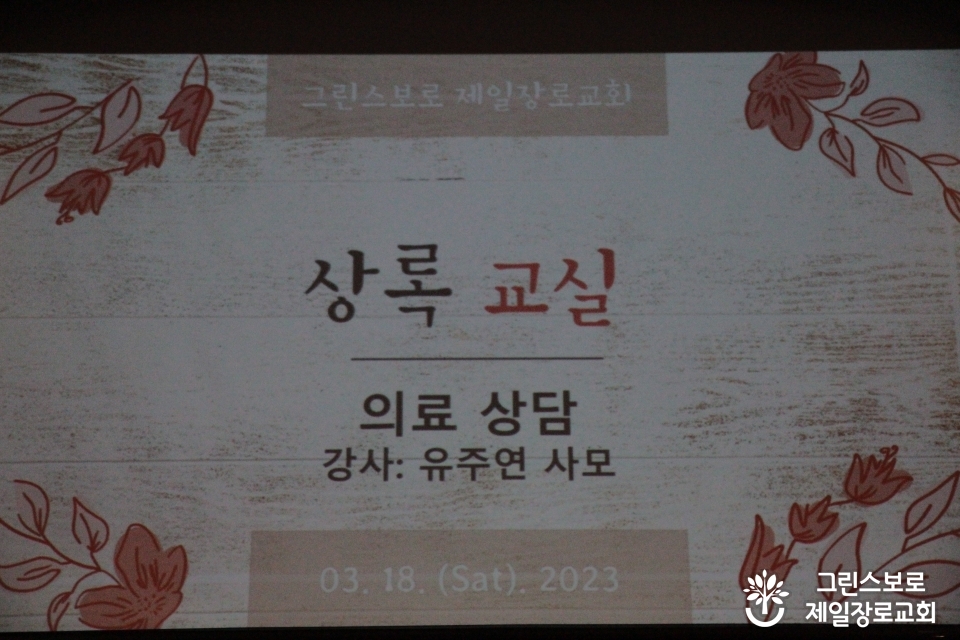 그린스보로 제일장로교회
상록 교실
의료 상담
강사: 유주연 사모
03. 18. (Sat). 2023
그린스보로
제일장로교회